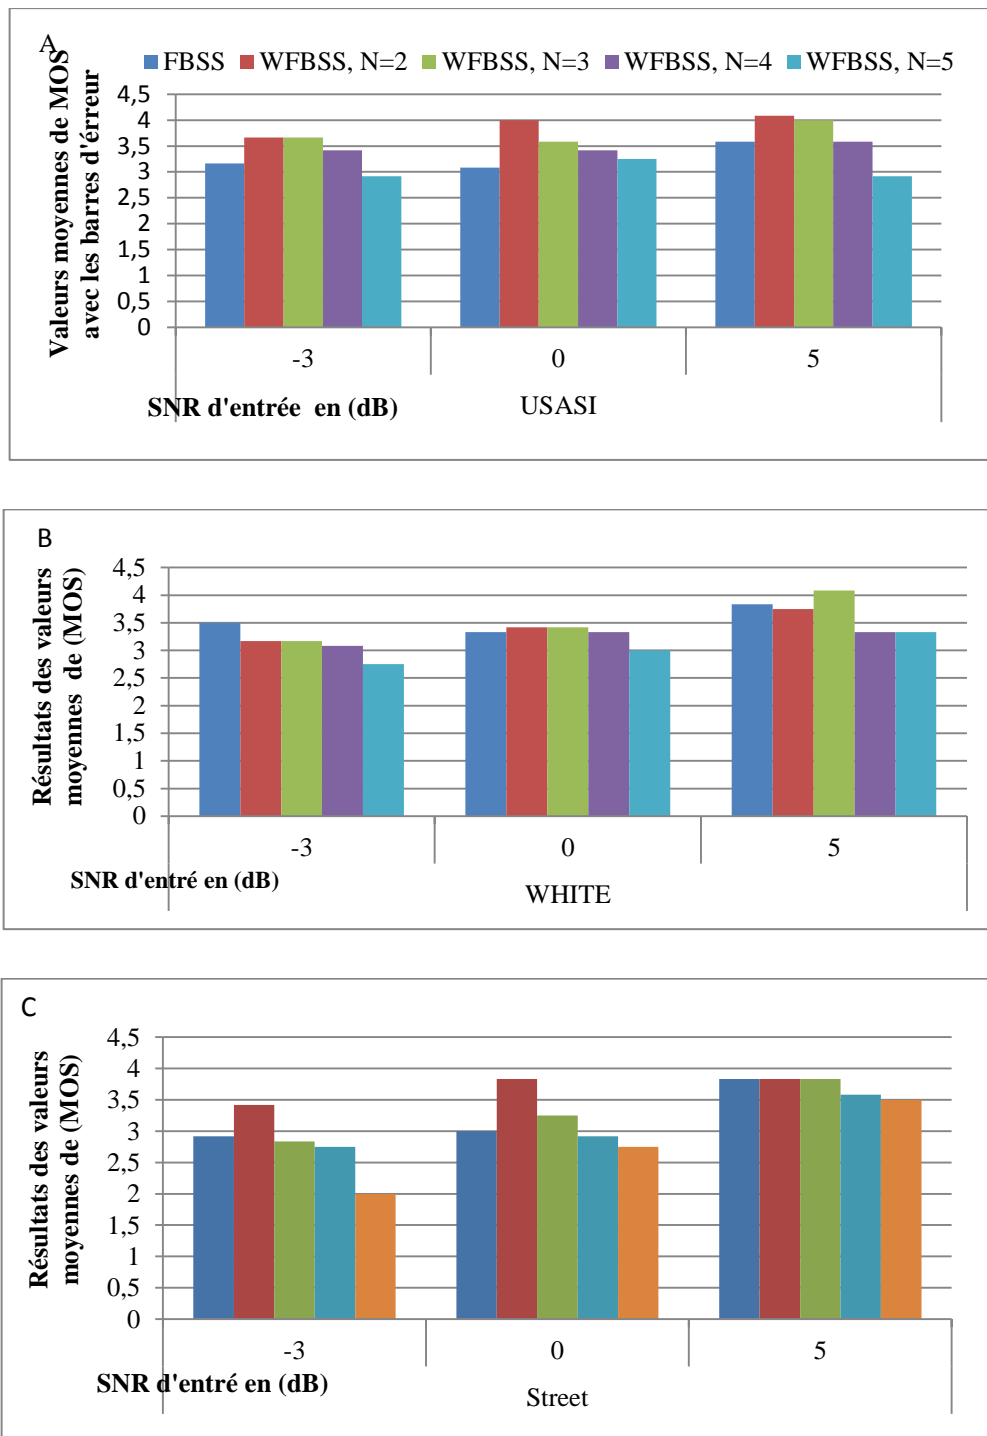 A
FBSS WFBSS, N=2 WFBSS, N=3 WFBSS, N=4 WFBSS, N=5
Valeurs moyennes de MOS
avec les barres d'érreur
4,5
4
3,5
3
2,5
2
1,5
1
0,5
0
-3 0 5
SNR d'entrée en (dB)
USASI
B
Résultats des valeurs
moyennes de (MOS)
4,5
4
3,5
3
2,5
2
1,5
1
0,5
0
-3 0 5
SNR d'entré en (dB)
WHITE
C
Résultats des valeurs
moyennes de (MOS)
4,5
4
3,5
3
2,5
2
1,5
1
0,5
0
-3 0 5
SNR d'entré en (dB)
Street